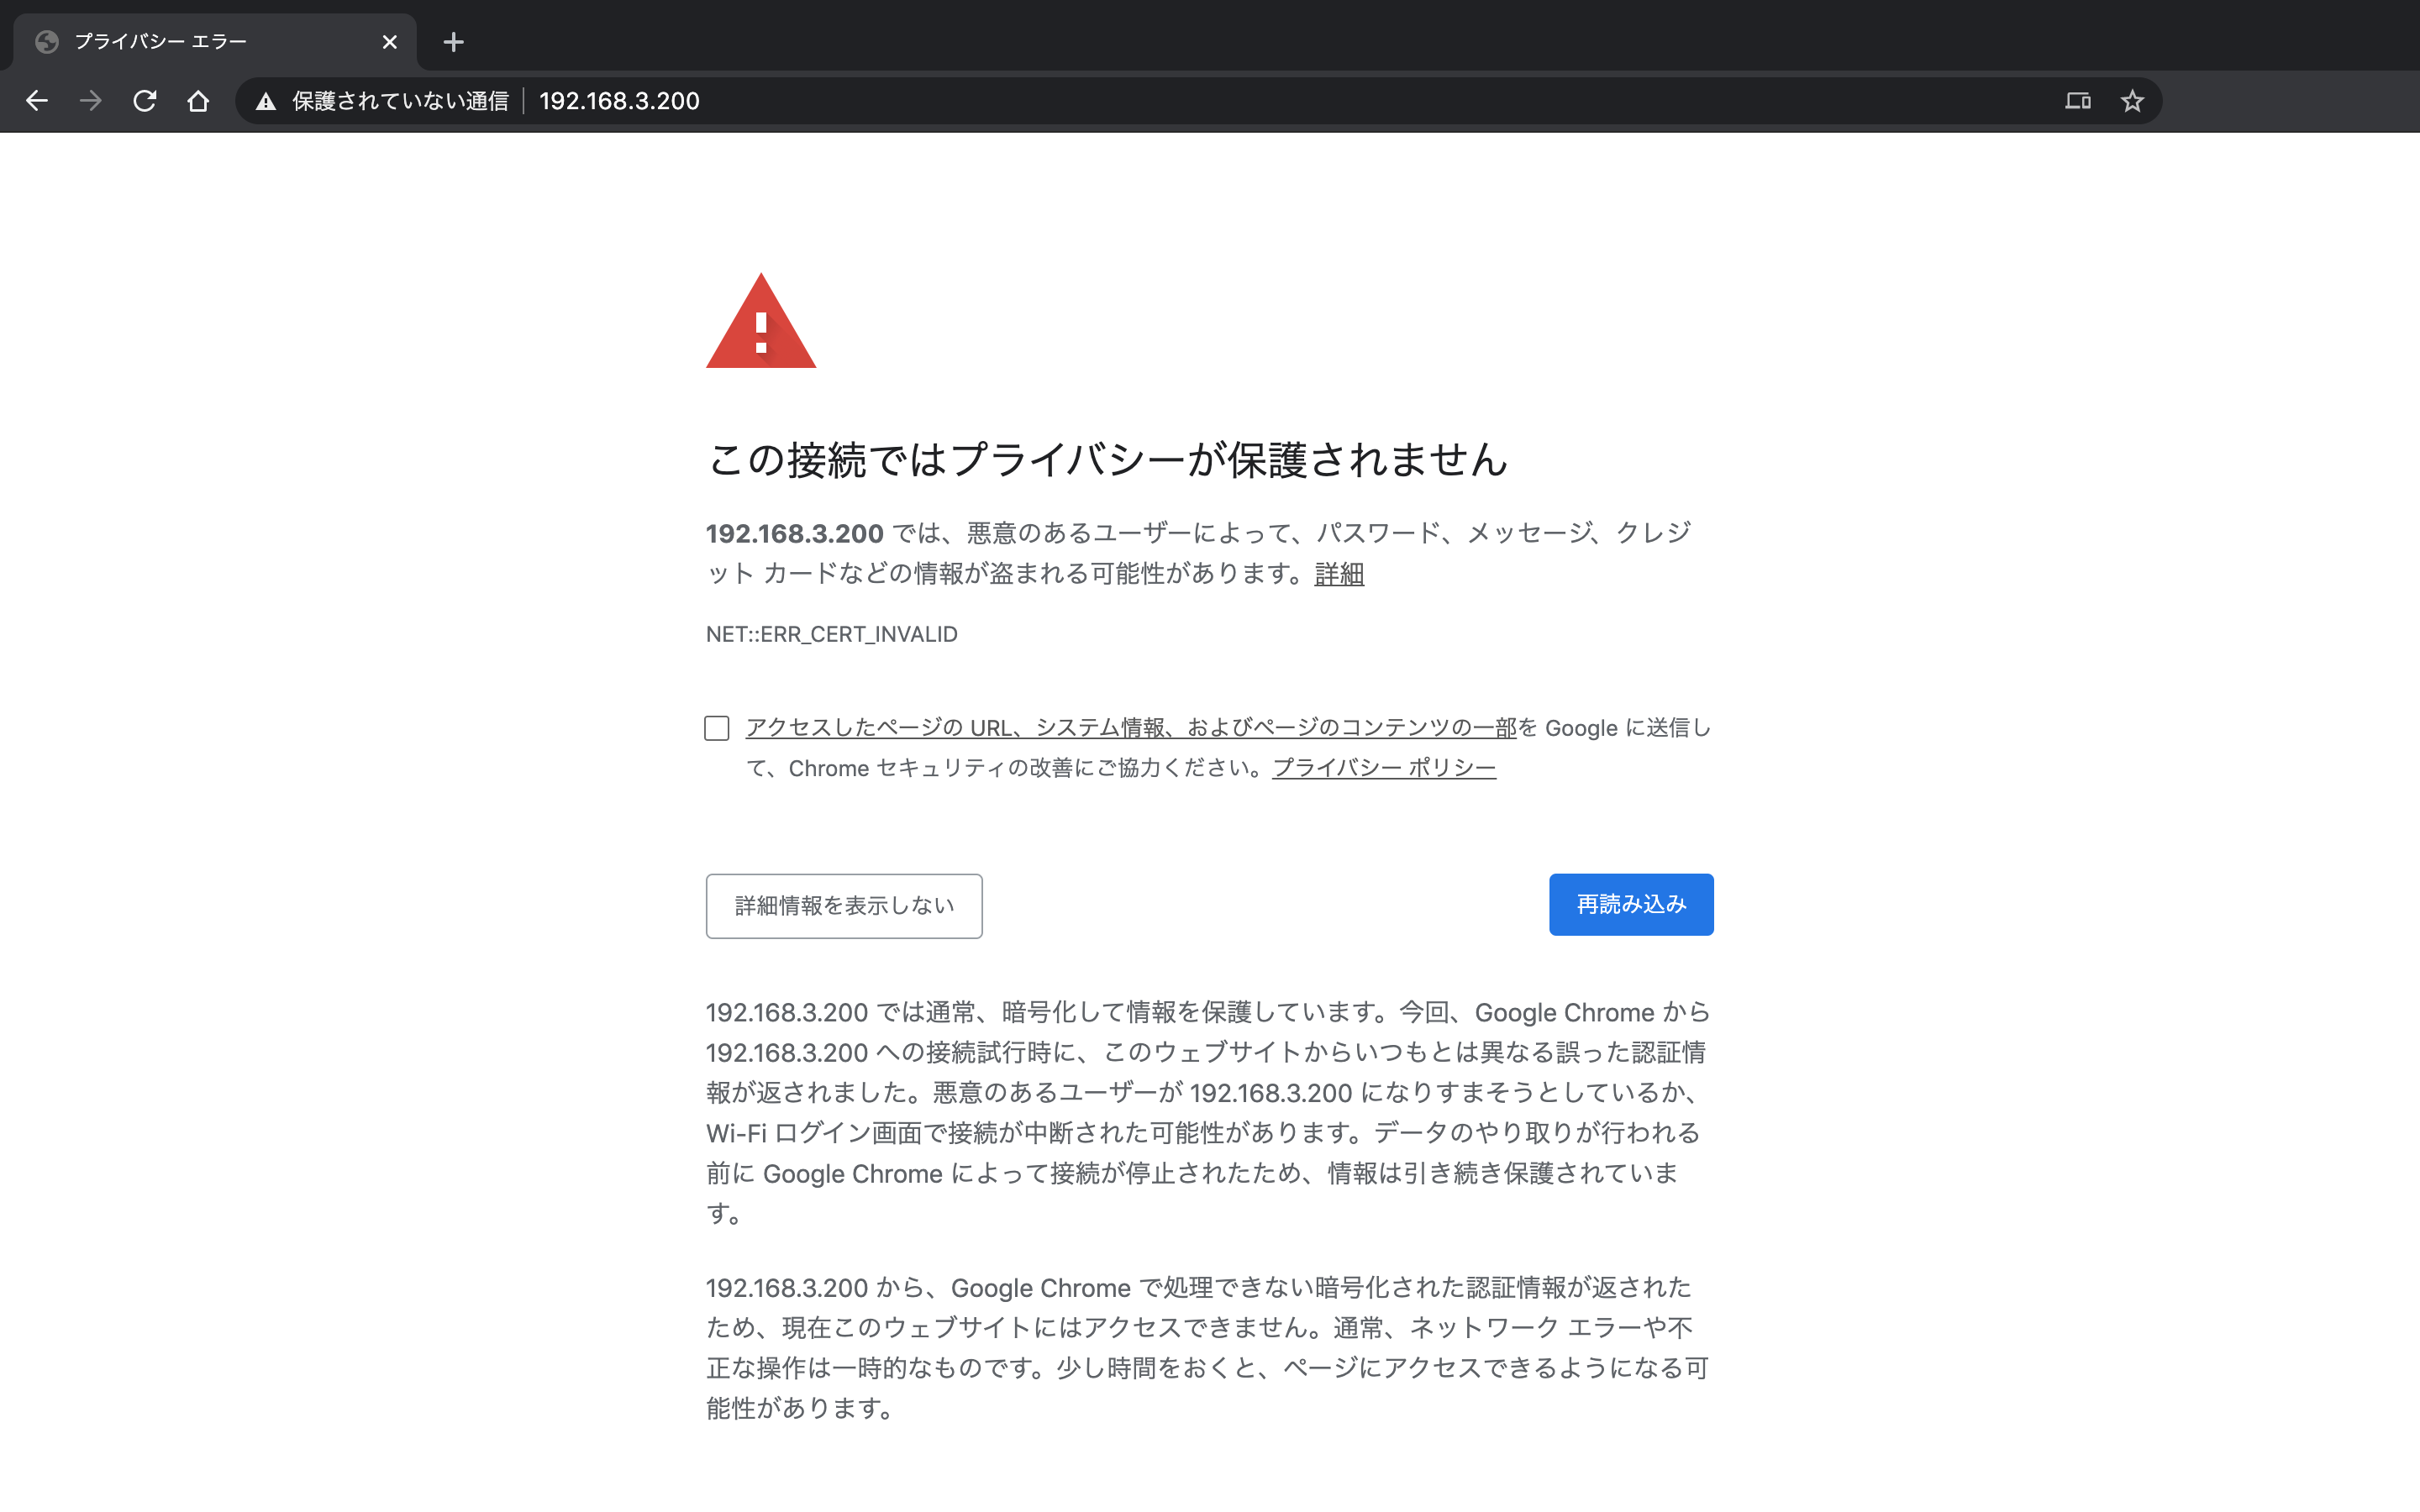 プライバシー エラー
保護されていない通信 192.168.3.200
この接続ではプライバシーが保護されません
192.168.3.200 では、悪意のあるユーザーによって、パスワード、メッセージ、クレジ
ット カードなどの情報が盗まれる可能性があります。詳細
NET::ERR_CERT_INVALID
アクセスしたページの URL、システム情報、およびページのコンテンツの一部を Google に送信し
て、Chrome セキュリティの改善にご協力ください。プライバシー ポリシー
詳細情報を表示しない
再読み込み
192.168.3.200 では通常、暗号化して情報を保護しています。今回、Google Chrome から
192.168.3.200 への接続試行時に、このウェブサイトからいつもとは異なる誤った認証情
報が返されました。悪意のあるユーザーが 192.168.3.200 になりすまそうとしているか、
Wi-Fi ログイン画面で接続が中断された可能性があります。データのやり取りが行われる
前に Google Chrome によって接続が停止されたため、情報は引き続き保護されていま
す。
192.168.3.200 から、Google Chrome で処理できない暗号化された認証情報が返された
ため、現在このウェブサイトにはアクセスできません。通常、ネットワーク エラーや不
正な操作は一時的なものです。少し時間をおくと、ページにアクセスできるようになる可
能性があります。